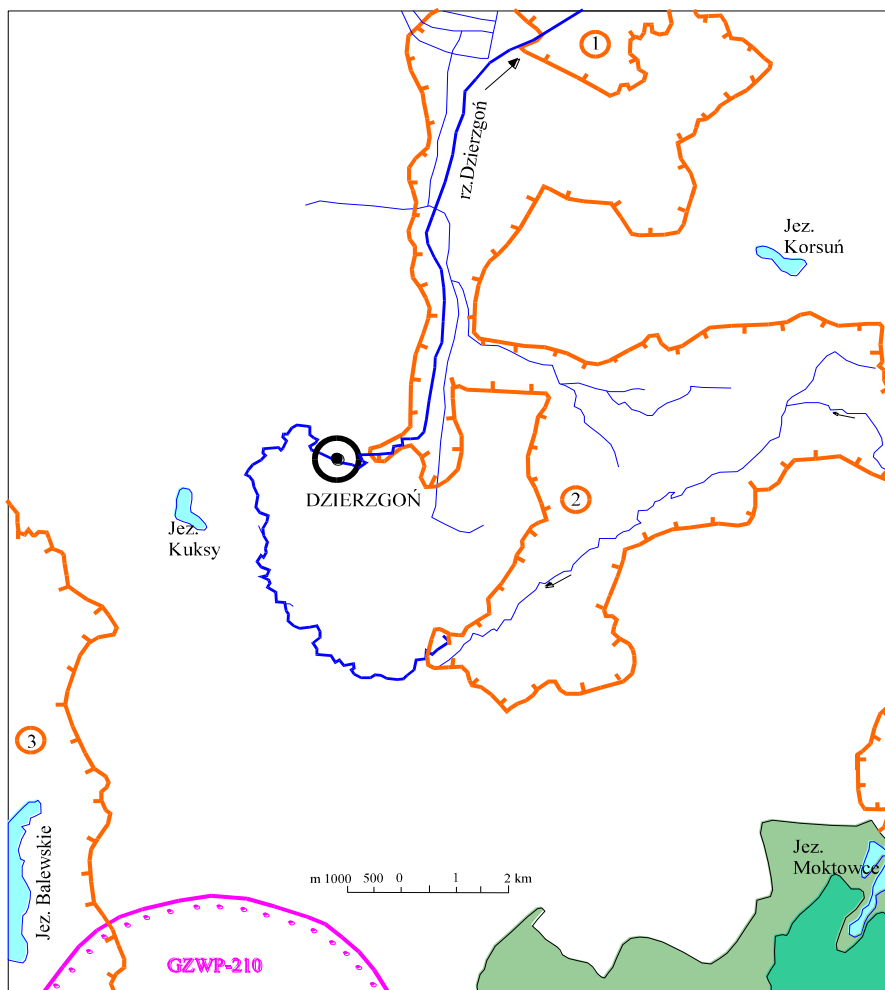 1
rz.Dzierzgoń
Jez.
Korsuń
DZIERZGOŃ
2
Jez.
Kuksy
3
Jez. Balewskie
m 1000 500 0 1 2 km
Jez.
Moktowce
GZWP-210